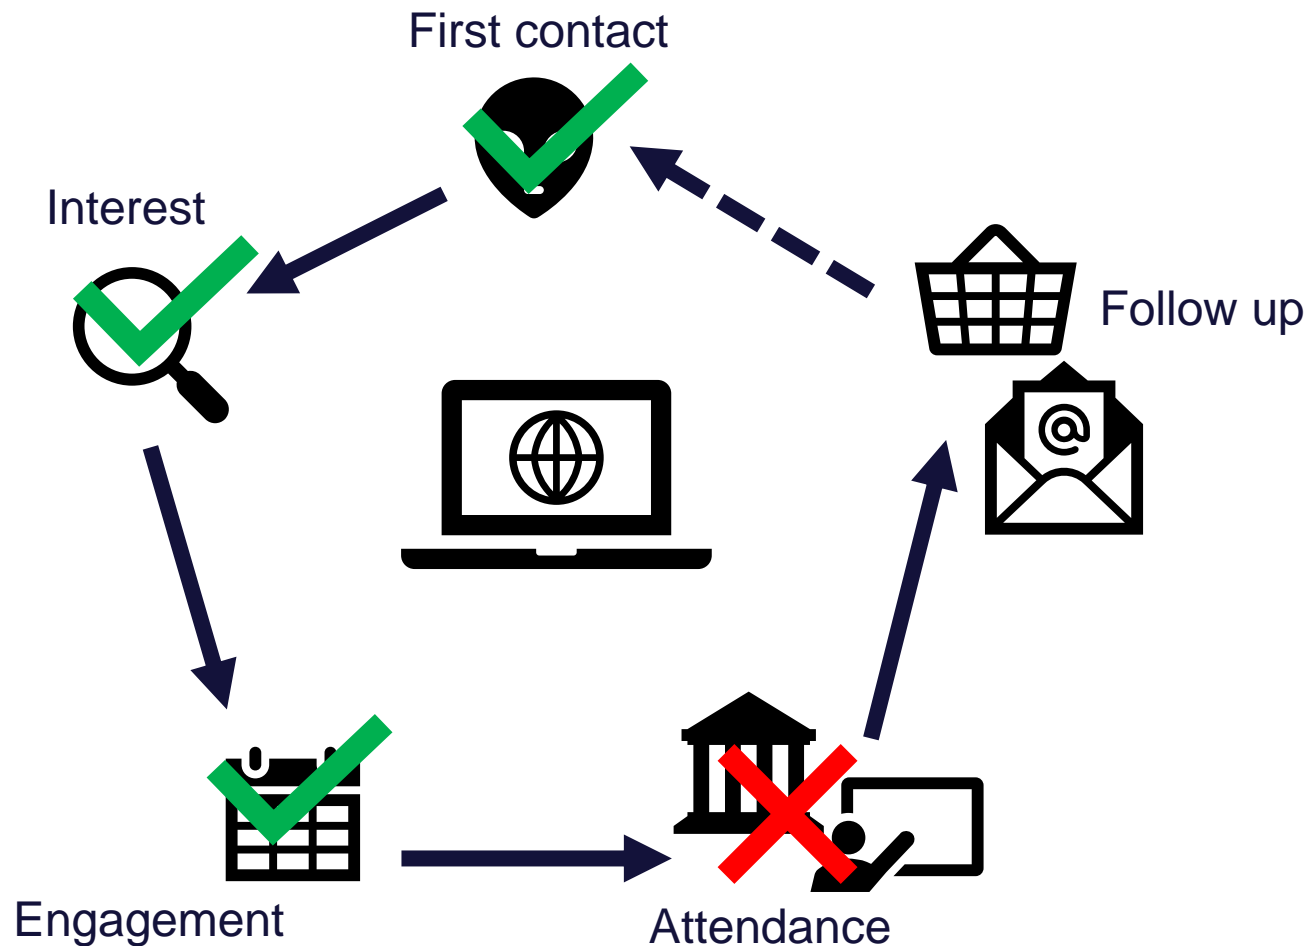 First contact
Interest
Follow up
@
Engagement
Attendance